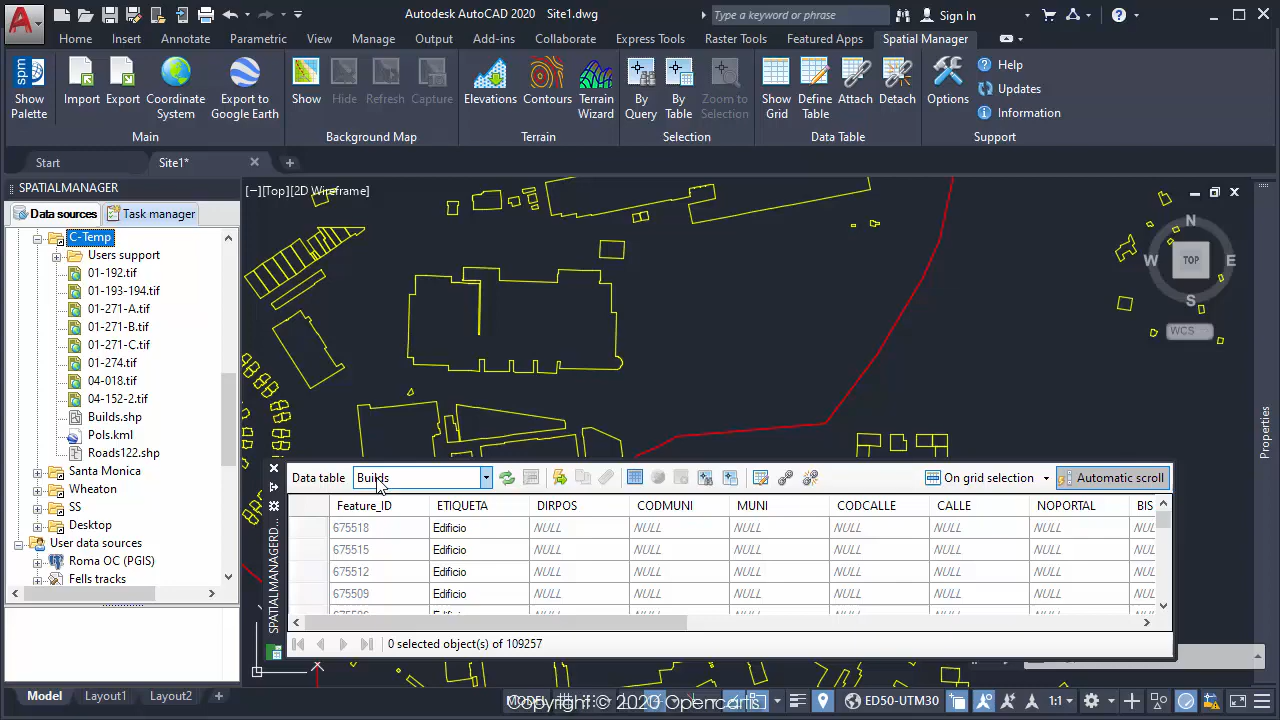 Autodesk AutoCAD 2020 Site1.dwg
Type a keyword or phrase
Sign In
Home Insert Annotate Parametric View Manage Output Add-ins Collaborate Express Tools Raster Tools Featured Apps Spatial Manager
spm
Show Palette
Import
Export
Coordinate System
Export to Google Earth
Show
Hide
Refresh
Capture
Elevations
Contours
Terrain Wizard
By Query
By Table
Zoom to Selection
Show Grid
Define Table
Attach
Detach
Options
Help
Updates
Information
Main
Background Map
Terrain
Selection
Data Table
Support
Start
Site1*
SPATIALMANAGER
[−][Top][2D Wireframe]
Data sources
Task manager
C-Temp
Users support
01-192.tif
01-193-194.tif
01-271-A.tif
01-271-B.tif
01-271-C.tif
01-274.tif
04-018.tif
04-152-2.tif
Builds.shp
Pols.kml
Roads122.shp
Santa Monica
Wheaton
SS
Desktop
User data sources
Roma OC (PGIS)
Fells tracks
N
W TOP E
S
WCS
Properties
Data table Builds
On grid selection
Automatic scroll
SPATIALMANAGERD...
Feature_ID ETIQUETA DIRPOS CODMUNI MUNI CODCALLE CALLE NOPORTAL BIS
675518 Edificio NULL NULL NULL NULL NULL NULL NULL
675515 Edificio NULL NULL NULL NULL NULL NULL NULL
675512 Edificio NULL NULL NULL NULL NULL NULL NULL
675509 Edificio NULL NULL NULL NULL NULL NULL NULL
0 selected object(s) of 109257
Model Layout1 Layout2
MODEL
Copyright © 2020 Opencartis
ED50-UTM30
1:1